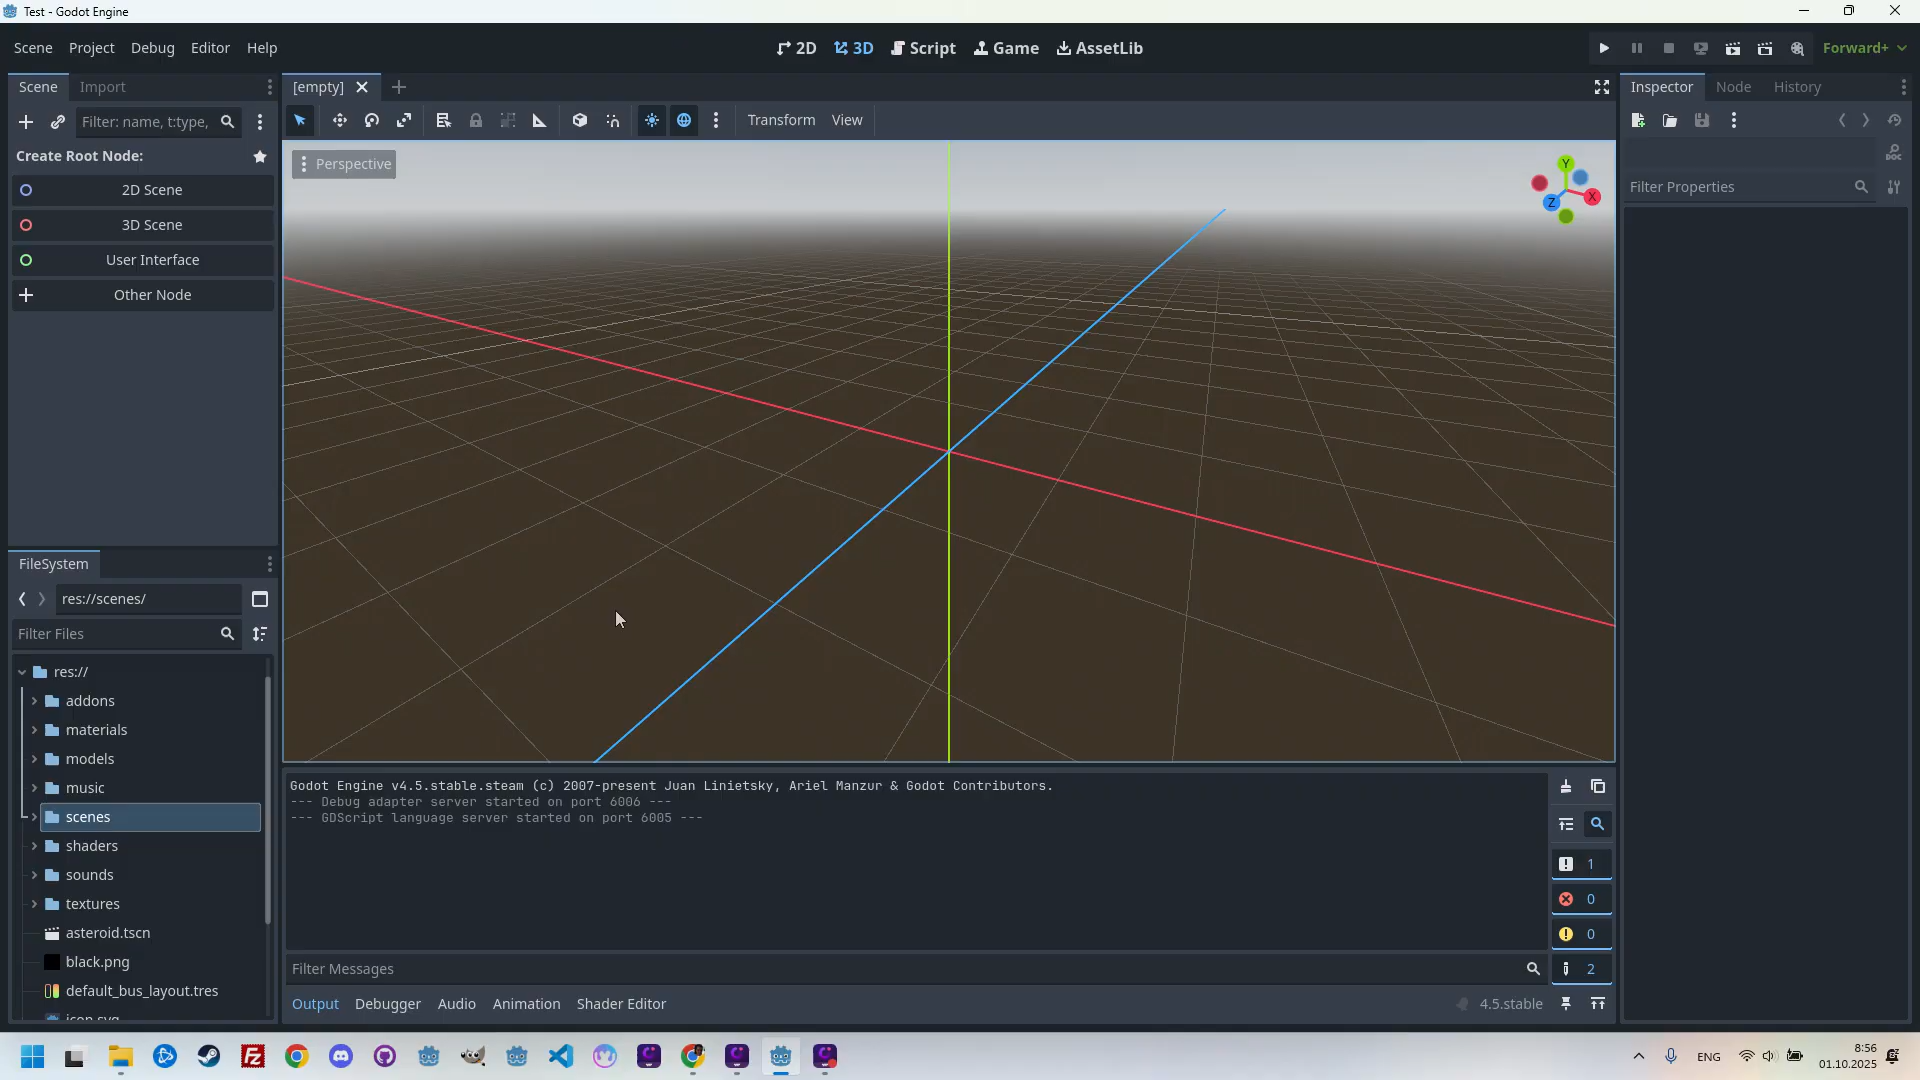 Test - Godot Engine
Scene Project Debug Editor Help
2D 3D Script Game AssetLib
Forward+
Scene Import
Filter: name, t:type,
Create Root Node:
2D Scene
3D Scene
User Interface
Other Node
[empty]
Transform View
Perspective
Y
X
Z
Inspector Node History
DOC
Filter Properties
FileSystem
res://scenes/
Filter Files
res://
addons
materials
models
music
scenes
shaders
sounds
textures
asteroid.tscn
black.png
default_bus_layout.tres
icon.svg
Godot Engine v4.5.stable.steam (c) 2007-present Juan Linietsky, Ariel Manzur & Godot Contributors.
--- Debug adapter server started on port 6006 ---
--- GDScript language server started on port 6005 ---
1
0
0
2
Filter Messages
Output Debugger Audio Animation Shader Editor
4.5.stable
Fz
ENG
8:56
01.10.2025